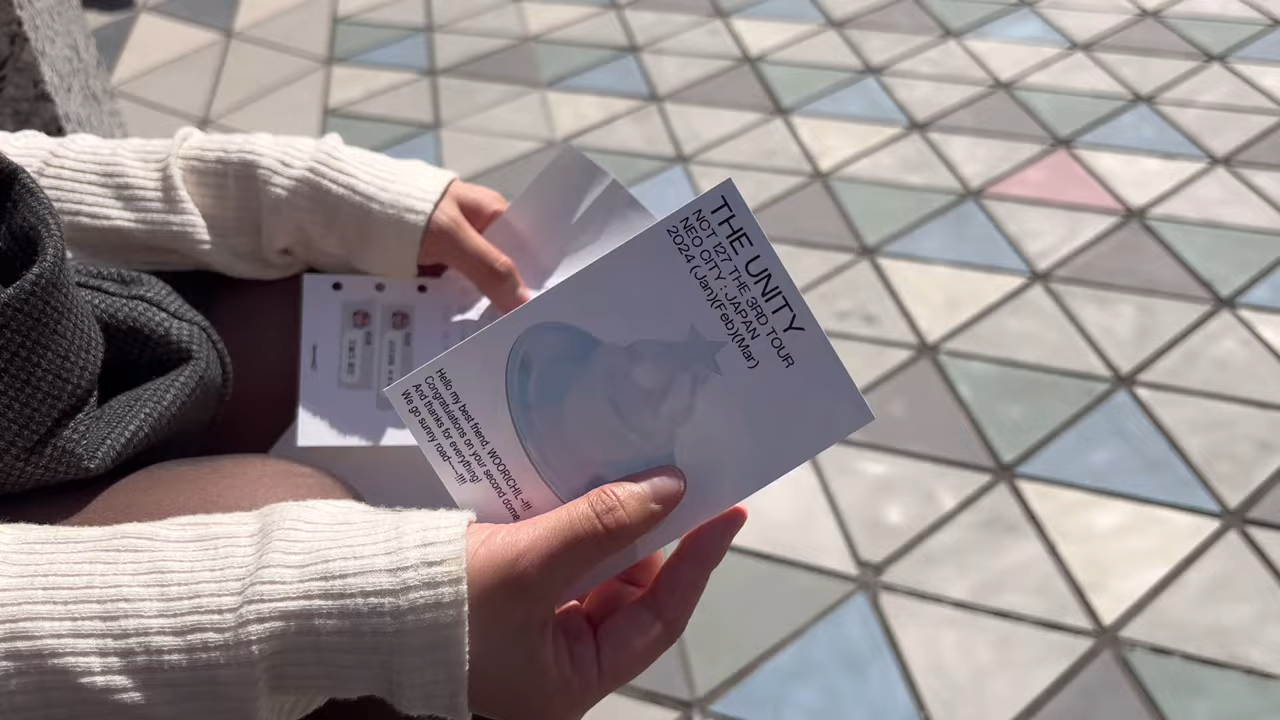 THE UNITY
NCT 127 THE 3RD TOUR
NEO CITY : JAPAN
2024 (Jan)(Feb)(Mar)
Hello my best friend, WOORICHIL~!!!
Congratulations on your second dome
And thanks for everything!
We go sunny road~~!!!!